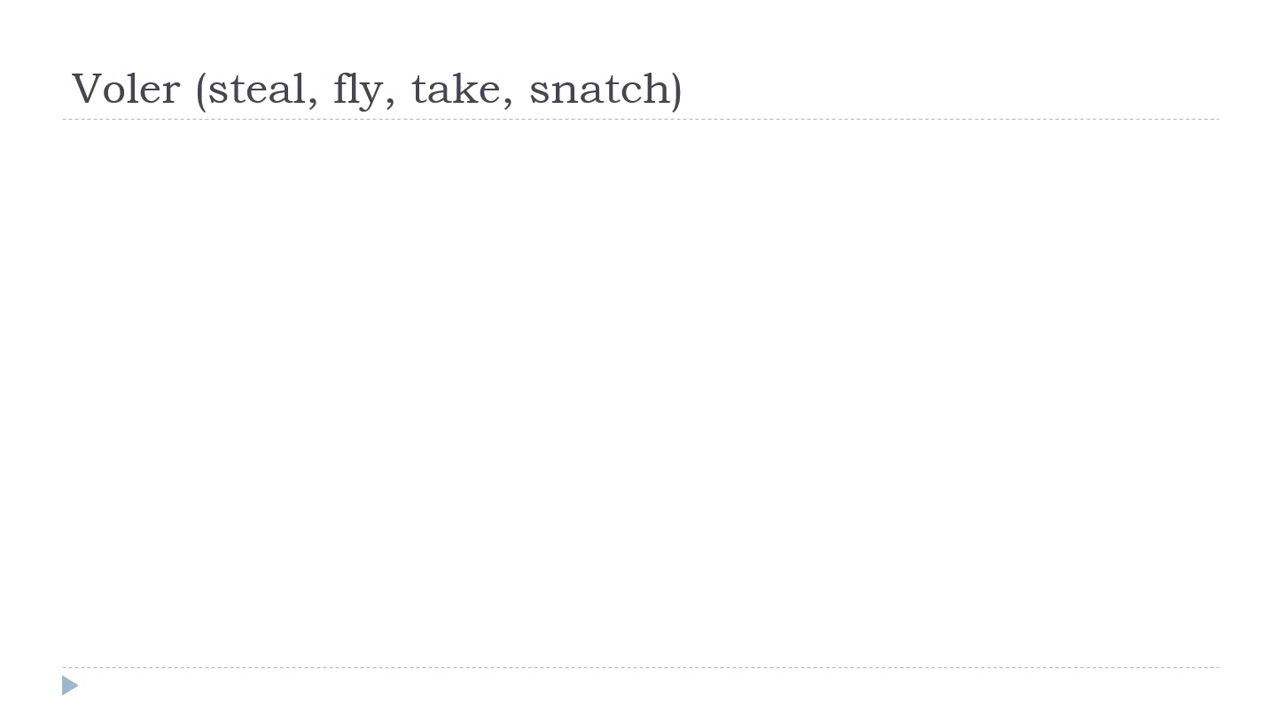 Voler (steal, fly, take, snatch)